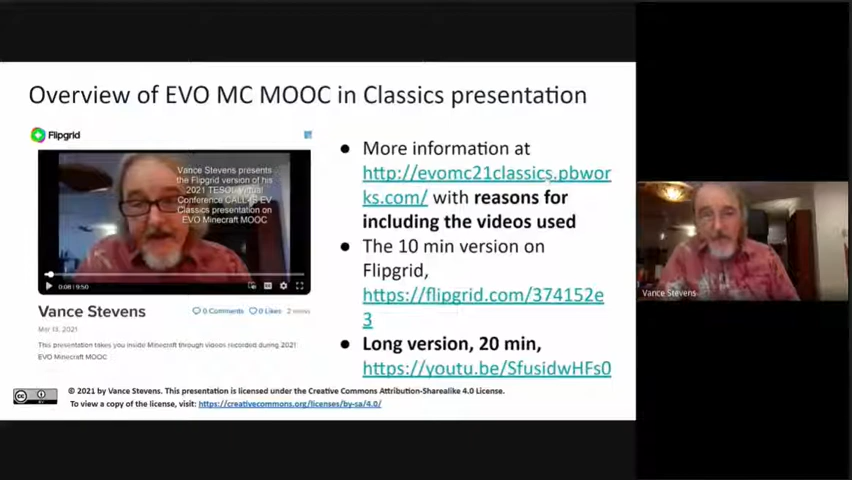 Overview of EVO MC MOOC in Classics presentation
Flipgrid
Vance Stevens presents
the Flipgrid version of his
2021 TESOL Virtual
Conference CALL-IS EV
Classics presentation on
EVO Minecraft MOOC
0:08 / 9:50
Vance Stevens
0 Comments 0 Likes 2 views
Mar 13, 2021
This presentation takes you inside Minecraft through videos recorded during 2021
EVO Minecraft MOOC
● More information at
http://evomc21classics.pbwor
ks.com/ with reasons for
including the videos used
● The 10 min version on
Flipgrid,
https://flipgrid.com/374152e
3
● Long version, 20 min,
https://youtu.be/SfusidwHFs0
© 2021 by Vance Stevens. This presentation is licensed under the Creative Commons Attribution-Sharealike 4.0 License.
To view a copy of the license, visit: https://creativecommons.org/licenses/by-sa/4.0/
Vance Stevens